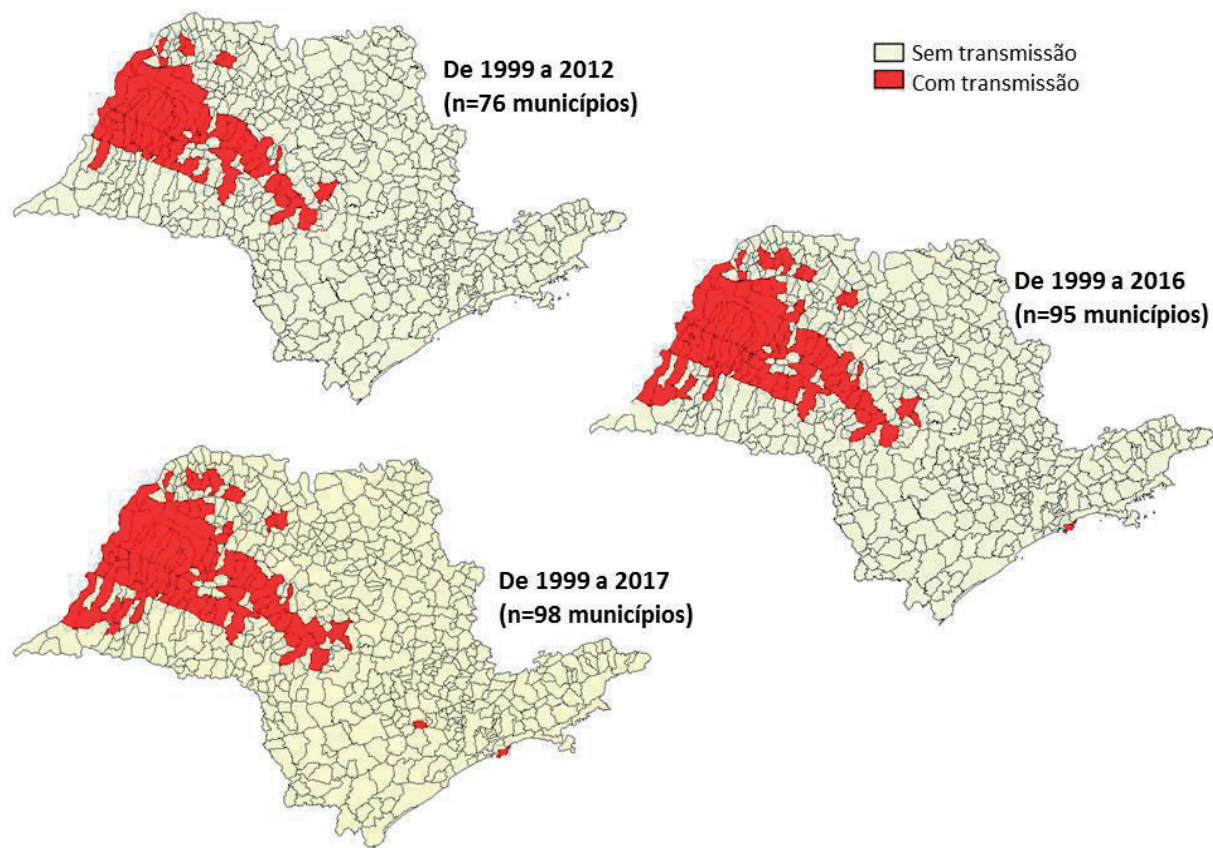 Sem transmissão
Com transmissão
De 1999 a 2012
(n=76 municípios)
De 1999 a 2016
(n=95 municípios)
De 1999 a 2017
(n=98 municípios)